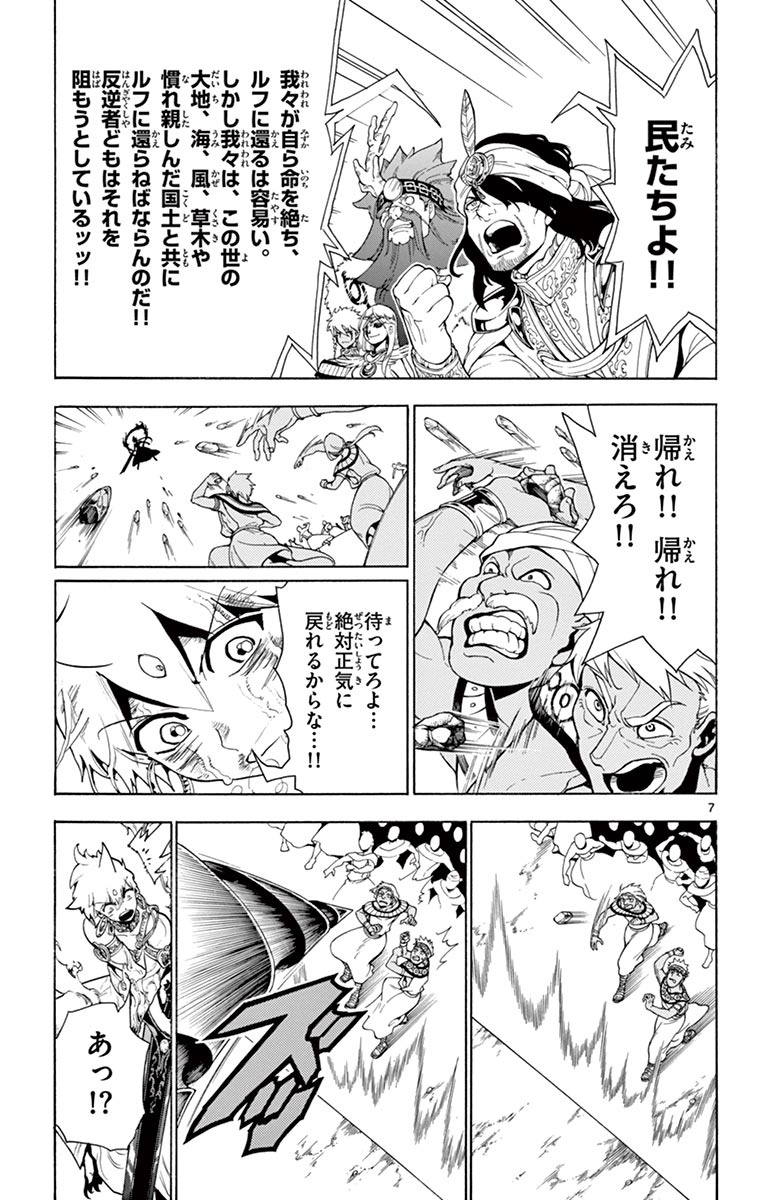 民たちよ!!
我々が自ら命を絶ち、
ルフに還るは容易い。
しかし我々は、この世の
大地、海、風、草木や
慣れ親しんだ国土と共に
ルフに還らねばならんのだ!!
反逆者どもはそれを
阻もうとしているッッ!!
帰れ!! 帰れ!!
消えろ!!
待ってろよ…
絶対正気に
戻れるからな…!!
7
ズズッ
あっ!?